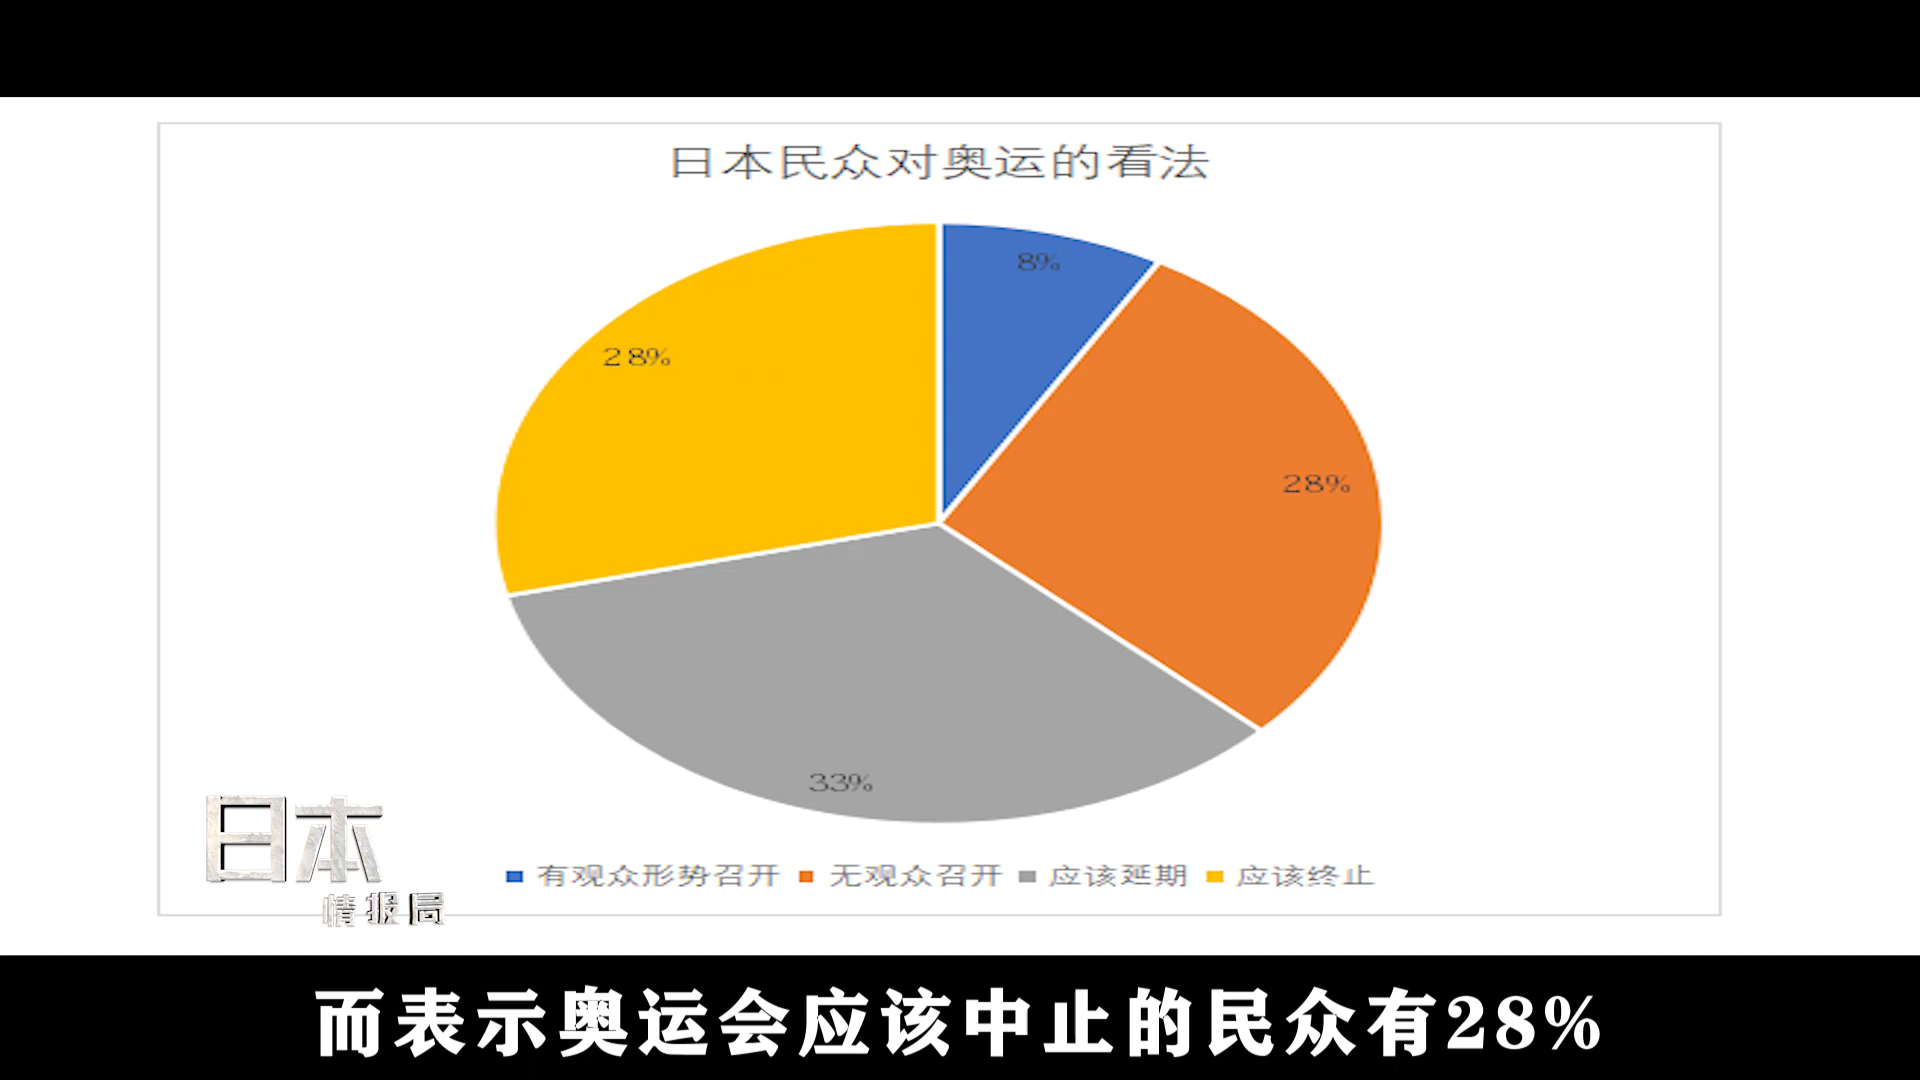 日本民众对奥运的看法
8%
28%
28%
33%
有观众形势召开 无观众召开 应该延期 应该终止
日本
情报局
而表示奥运会应该中止的民众有28%